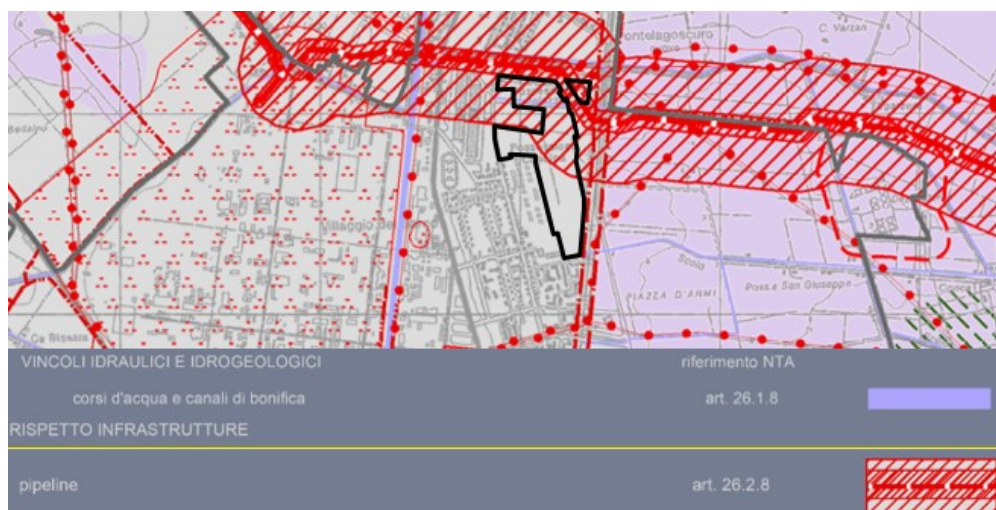 Pontelagoscuro
C. Varzan
Villaggio
Scolo
PIAZZA D'ARMI
Possa San Giuseppe
Ca Bissara
VINCOLI IDRAULICI E IDROGEOLOGICI riferimento NTA
corsi d'acqua e canali di bonifica art. 26.1.8
RISPETTO INFRASTRUTTURE
pipeline art. 26.2.8